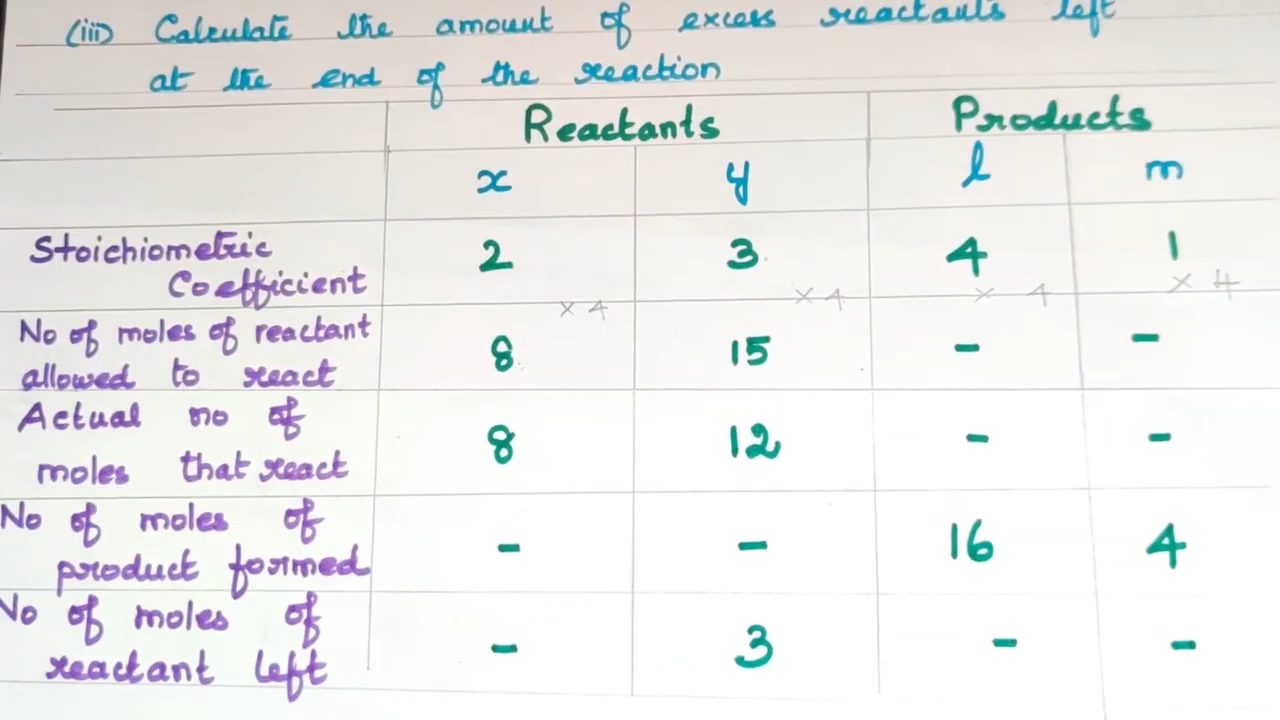 (iii) Calculate the amount of excess reactants left
at the end of the reaction
Reactants Products
x y l m
Stoichiometric
Coefficient 2 3 4 1
× 4 × 4 × 4 × 4
No of moles of reactant
allowed to react 8 15 - -
Actual no of
moles that react 8 12 - -
No of moles of
product formed - - 16 4
No of moles of
reactant left - 3 - -